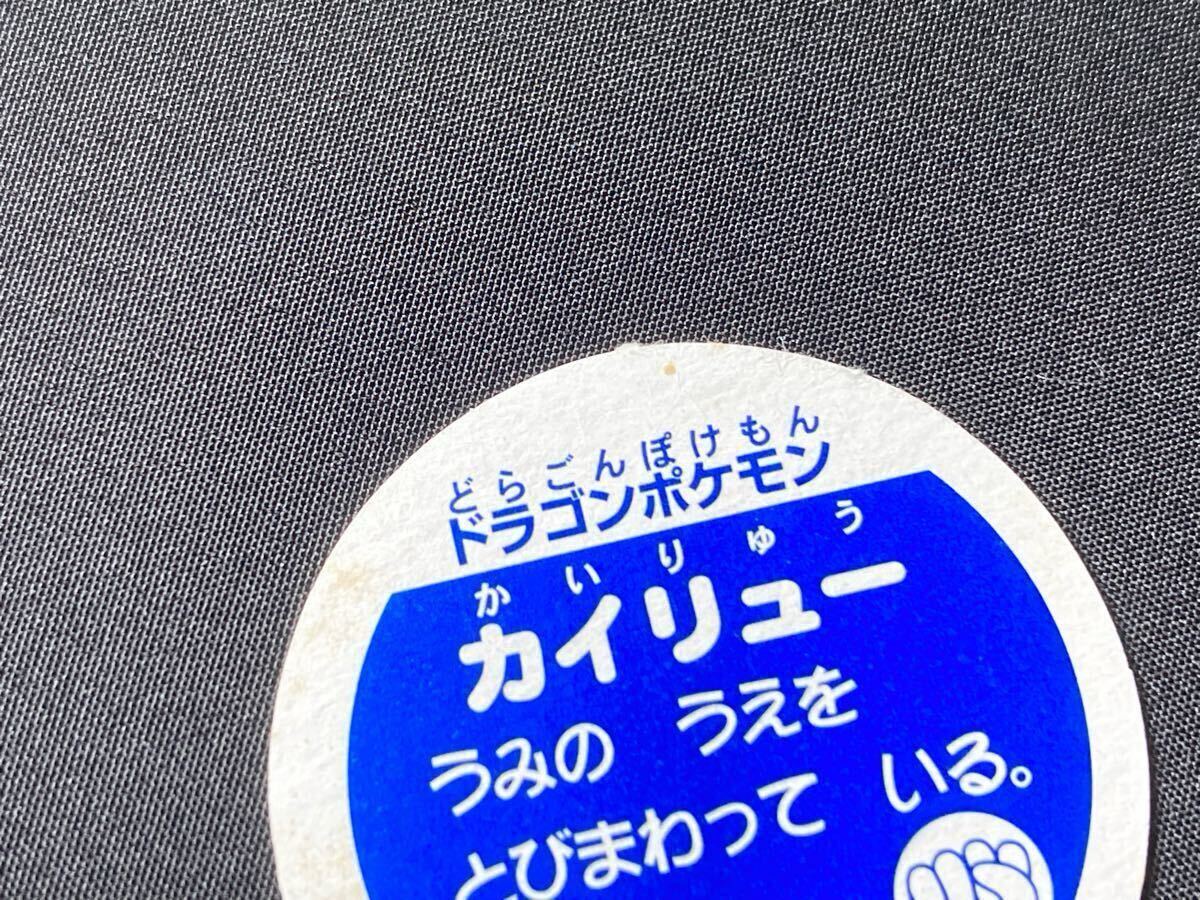 どらごんぽけもん
ドラゴンポケモン
かいりゅう
カイリュー
うみの うえを
とびまわって いる。